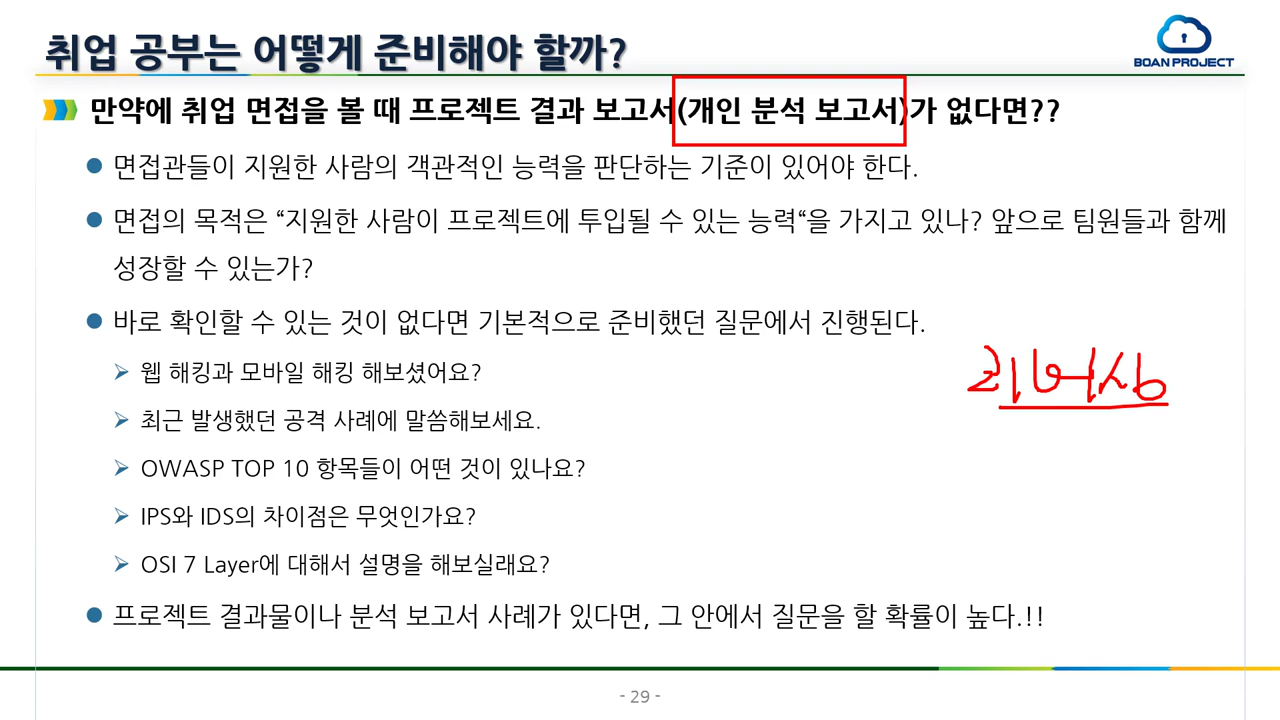 취업 공부는 어떻게 준비해야 할까?
BOAN PROJECT
만약에 취업 면접을 볼 때 프로젝트 결과 보고서(개인 분석 보고서)가 없다면??
면접관들이 지원한 사람의 객관적인 능력을 판단하는 기준이 있어야 한다.
면접의 목적은 “지원한 사람이 프로젝트에 투입될 수 있는 능력“을 가지고 있나? 앞으로 팀원들과 함께
성장할 수 있는가?
바로 확인할 수 있는 것이 없다면 기본적으로 준비했던 질문에서 진행된다.
웹 해킹과 모바일 해킹 해보셨어요?
리버싱
최근 발생했던 공격 사례에 말씀해보세요.
OWASP TOP 10 항목들이 어떤 것이 있나요?
IPS와 IDS의 차이점은 무엇인가요?
OSI 7 Layer에 대해서 설명을 해보실래요?
프로젝트 결과물이나 분석 보고서 사례가 있다면, 그 안에서 질문을 할 확률이 높다.!!
- 29 -